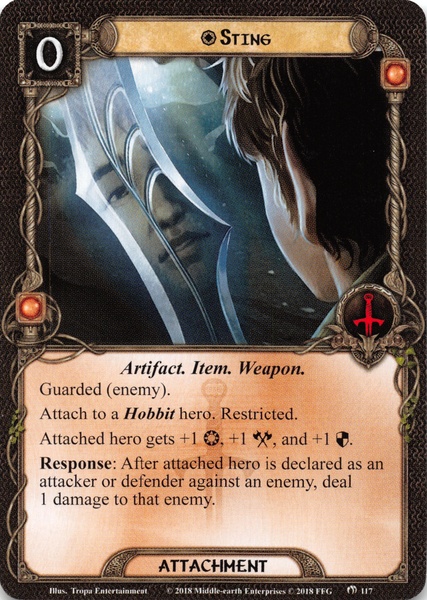 0
Sting
Artifact. Item. Weapon.
Guarded (enemy).
Attach to a Hobbit hero. Restricted.
Attached hero gets +1 , +1 , and +1 .
Response: After attached hero is declared as an
attacker or defender against an enemy, deal
1 damage to that enemy.
ATTACHMENT
Illus. Tropa Entertainment © 2018 Middle-earth Enterprises © 2018 FFG 117